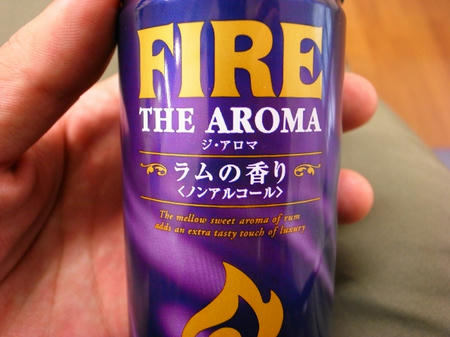 FIRE
THE AROMA
ジ・アロマ
ラムの香り
〈ノンアルコール〉
The mellow sweet aroma of rum
adds an extra tasty touch of luxury